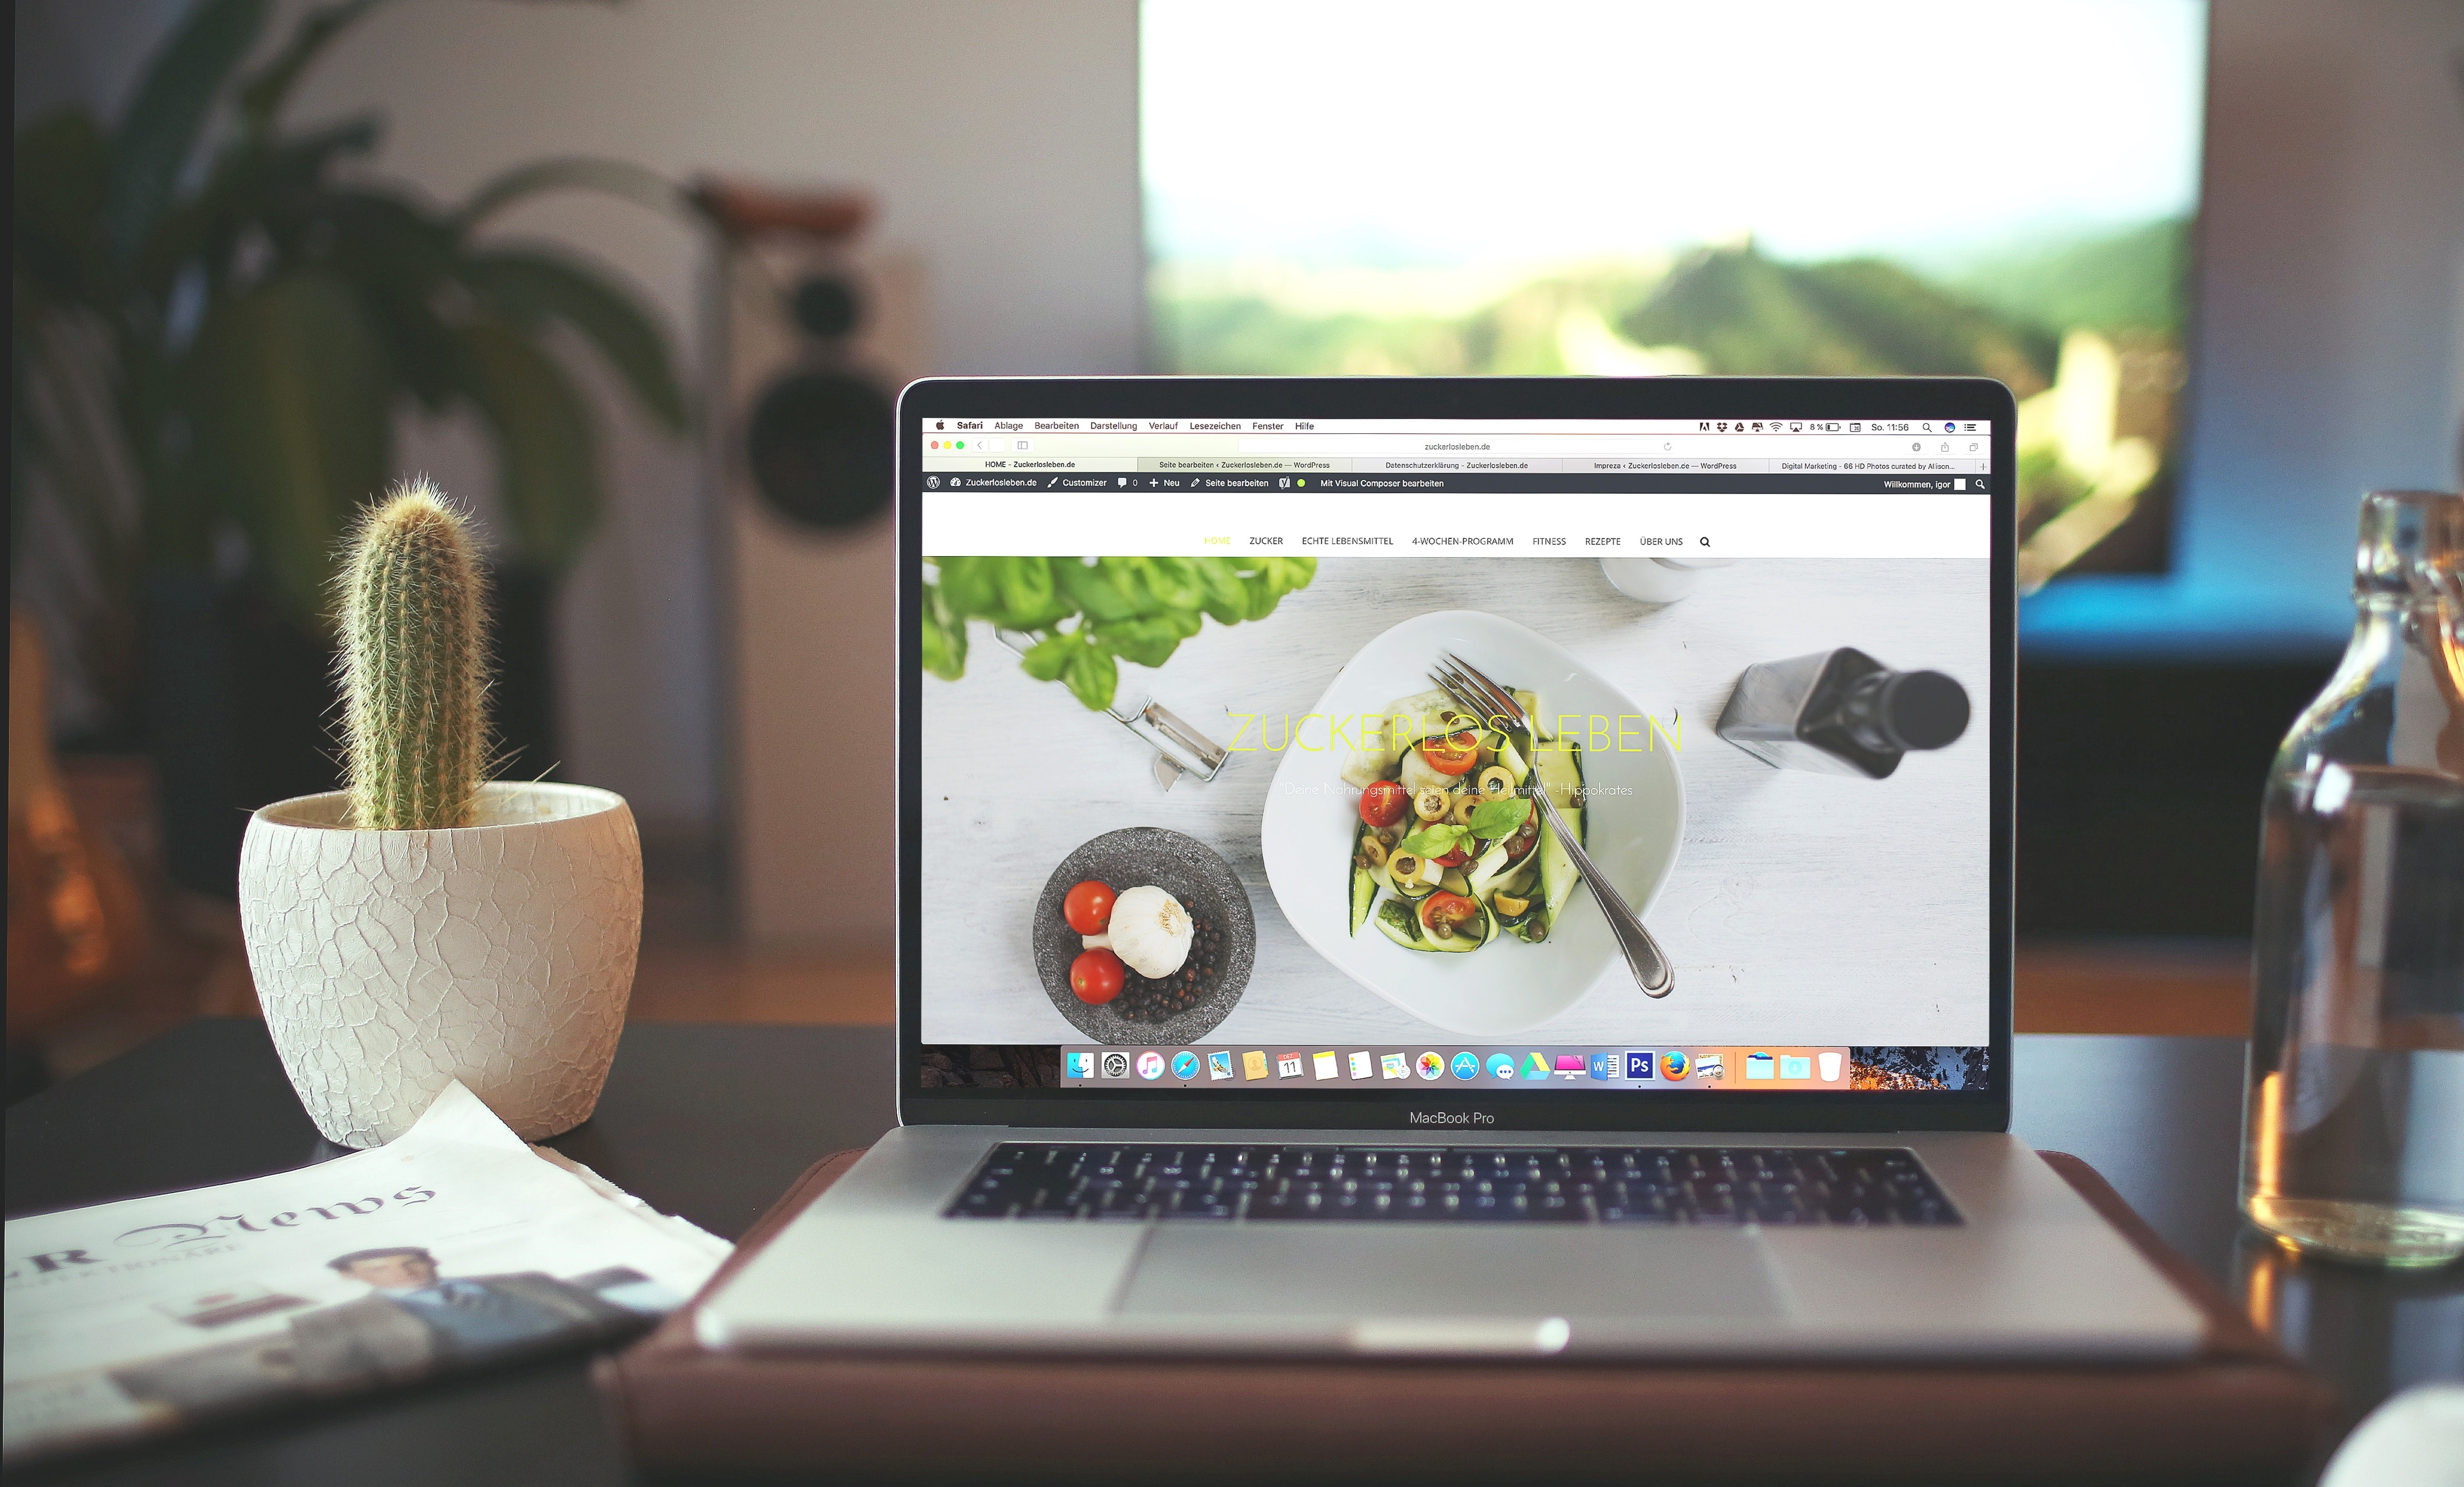 Safari Ablage Bearbeiten Darstellung Verlauf Lesezeichen Fenster Hilfe 8 % So. 11:56
zuckerlosleben.de
HOME - Zuckerlosleben.de Seite bearbeiten ‹ Zuckerlosleben.de — WordPress Datenschutzerklärung - Zuckerlosleben.de Impreza ‹ Zuckerlosleben.de — WordPress Digital Marketing - 66 HD Photos curated by Allison...
Zuckerlosleben.de Customizer 0 Neu Seite bearbeiten Mit Visual Composer bearbeiten Willkommen, igor
HOME ZUCKER ECHTE LEBENSMITTEL 4-WOCHEN-PROGRAMM FITNESS REZEPTE ÜBER UNS
ZUCKERLOS LEBEN
"Deine Nahrungsmittel seien deine Heilmittel" -Hippokrates
11
W Ps
MacBook Pro
News